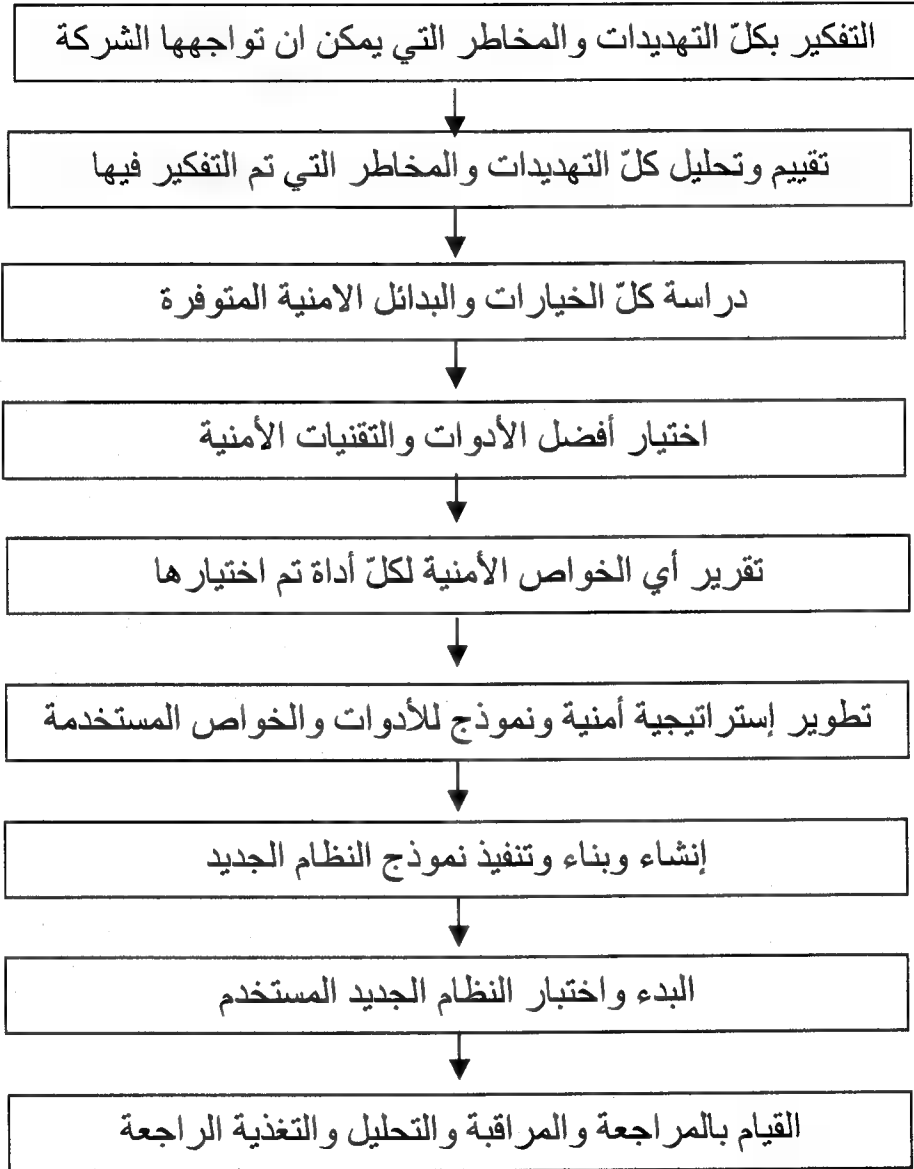 التفكير بكلّ التهديدات والمخاطر التي يمكن ان تواجهها الشركة
تقييم وتحليل كلّ التهديدات والمخاطر التي تم التفكير فيها
دراسة كلّ الخيارات والبدائل الامنية المتوفرة
اختيار أفضل الأدوات والتقنيات الأمنية
تقرير أي الخواص الأمنية لكلّ أداة تم اختيارها
تطوير إستراتيجية أمنية ونموذج للأدوات والخواص المستخدمة
إنشاء وبناء وتنفيذ نموذج النظام الجديد
البدء واختبار النظام الجديد المستخدم
القيام بالمراجعة والمراقبة والتحليل والتغذية الراجعة